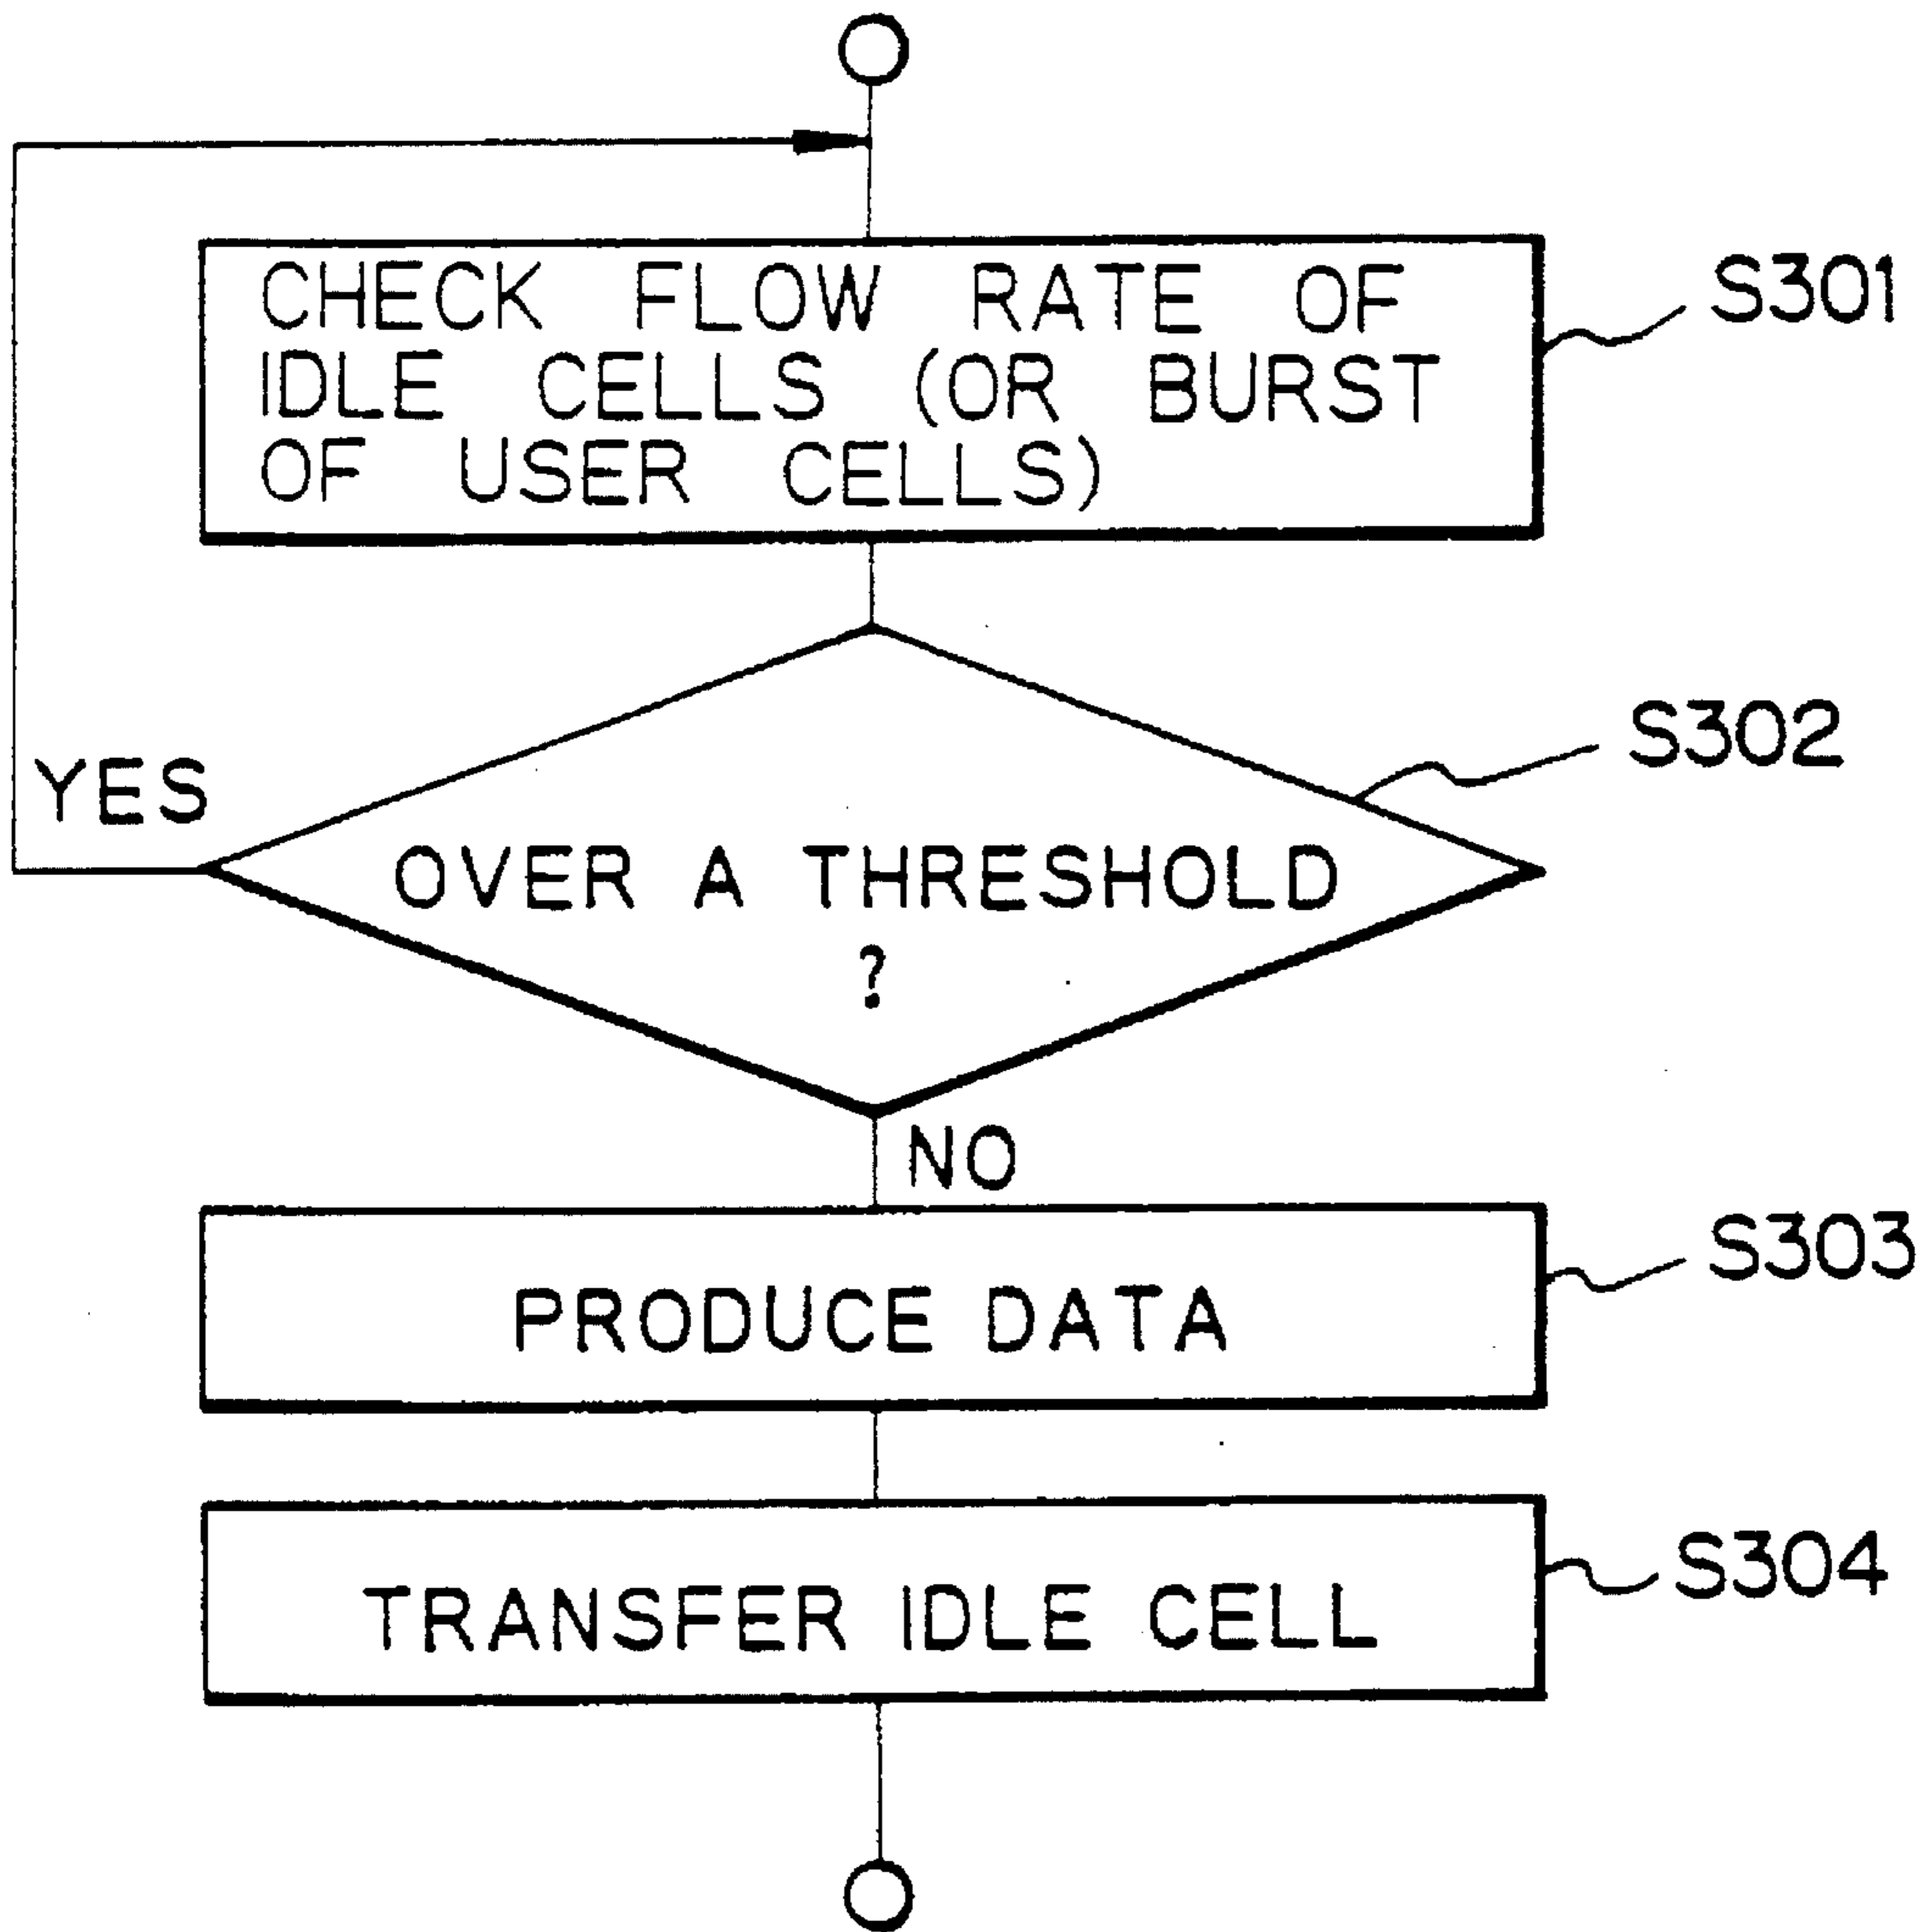 CHECK FLOW RATE OF
IDLE CELLS (OR BURST
OF USER CELLS)
S301
S302
YES
OVER A THRESHOLD
?
NO
S303
PRODUCE DATA
S304
TRANSFER IDLE CELL